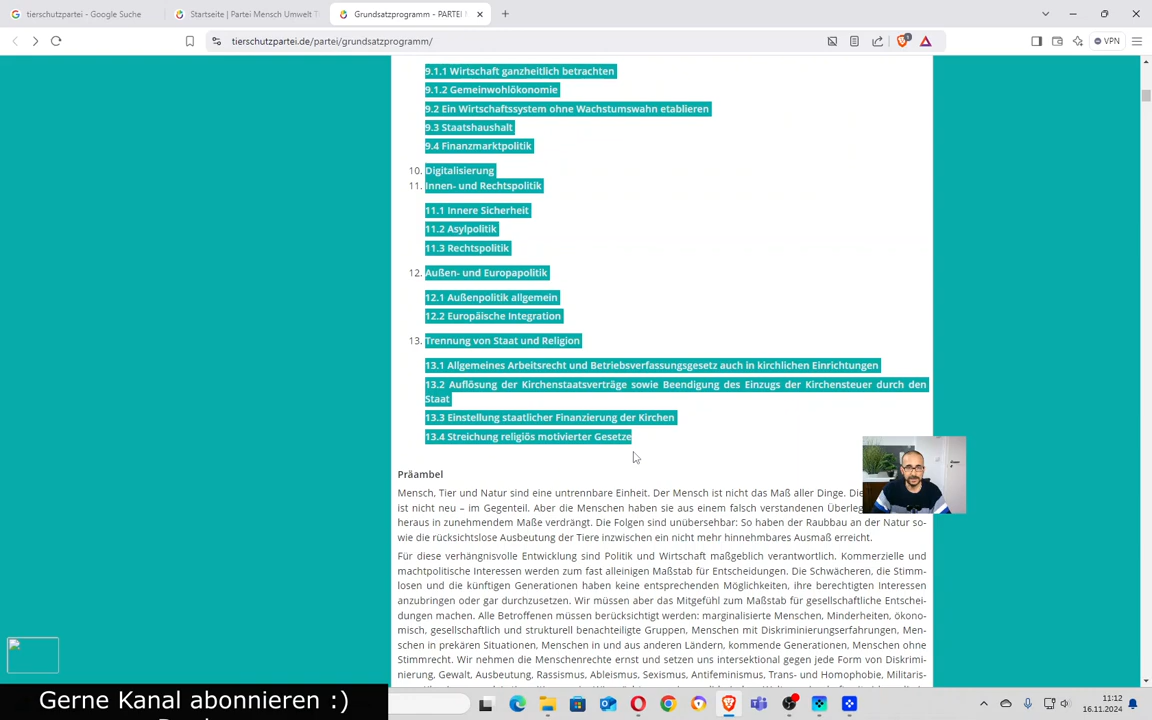 tierschutzpartei - Google Suche
Startseite | Partei Mensch Umwelt T
Grundsatzprogramm - PARTEI
tierschutzpartei.de/partei/grundsatzprogramm/
VPN
9.1.1 Wirtschaft ganzheitlich betrachten
9.1.2 Gemeinwohlökonomie
9.2 Ein Wirtschaftssystem ohne Wachstumswahn etablieren
9.3 Staatshaushalt
9.4 Finanzmarktpolitik
10. Digitalisierung
11. Innen- und Rechtspolitik
11.1 Innere Sicherheit
11.2 Asylpolitik
11.3 Rechtspolitik
12. Außen- und Europapolitik
12.1 Außenpolitik allgemein
12.2 Europäische Integration
13. Trennung von Staat und Religion
13.1 Allgemeines Arbeitsrecht und Betriebsverfassungsgesetz auch in kirchlichen Einrichtungen
13.2 Auflösung der Kirchenstaatsverträge sowie Beendigung des Einzugs der Kirchensteuer durch den
Staat
13.3 Einstellung staatlicher Finanzierung der Kirchen
13.4 Streichung religiös motivierter Gesetze
Präambel
Mensch, Tier und Natur sind eine untrennbare Einheit. Der Mensch ist nicht das Maß aller Dinge.
ist nicht neu – im Gegenteil. Aber die Menschen haben sie aus einem falsch verstandenen
heraus in zunehmendem Maße verdrängt. Die Folgen sind unübersehbar: So haben der Raubbau an der Natur so-
wie die rücksichtslose Ausbeutung der Tiere inzwischen ein nicht mehr hinnehmbares Ausmaß erreicht.
Für diese verhängnisvolle Entwicklung sind Politik und Wirtschaft maßgeblich verantwortlich. Kommerzielle und
machtpolitische Interessen werden zum fast alleinigen Maßstab für Entscheidungen. Die Schwächeren, die Stimm-
losen und die künftigen Generationen haben keine entsprechenden Möglichkeiten, ihre berechtigten Interessen
anzubringen oder gar durchzusetzen. Wir müssen aber das Mitgefühl zum Maßstab für gesellschaftliche Entschei-
dungen machen. Alle Betroffenen müssen berücksichtigt werden: marginalisierte Menschen, Minderheiten, ökono-
misch, gesellschaftlich und strukturell benachteiligte Gruppen, Menschen mit Diskriminierungserfahrungen, Men-
schen in prekären Situationen, Menschen in und aus anderen Ländern, kommende Generationen, Menschen ohne
Stimmrecht. Wir nehmen die Menschenrechte ernst und setzen uns intersektional gegen jede Form von Diskrimi-
nierung, Gewalt, Ausbeutung, Rassismus, Ableismus, Sexismus, Antifeminismus, Trans- und Homophobie, Militaris-
Gerne Kanal abonnieren :)
11:12
16.11.2024